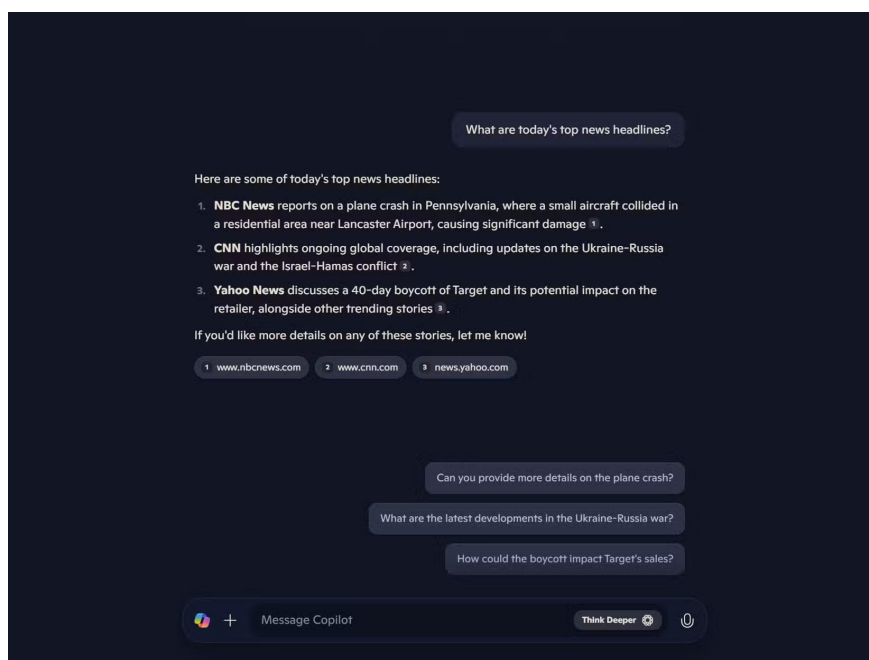 What are today's top news headlines?
Here are some of today's top news headlines:
1. NBC News reports on a plane crash in Pennsylvania, where a small aircraft collided in
a residential area near Lancaster Airport, causing significant damage 1 .
2. CNN highlights ongoing global coverage, including updates on the Ukraine-Russia
war and the Israel-Hamas conflict 2 .
3. Yahoo News discusses a 40-day boycott of Target and its potential impact on the
retailer, alongside other trending stories 3 .
If you'd like more details on any of these stories, let me know!
1 www.nbcnews.com 2 www.cnn.com 3 news.yahoo.com
Can you provide more details on the plane crash?
What are the latest developments in the Ukraine-Russia war?
How could the boycott impact Target's sales?
Message Copilot Think Deeper